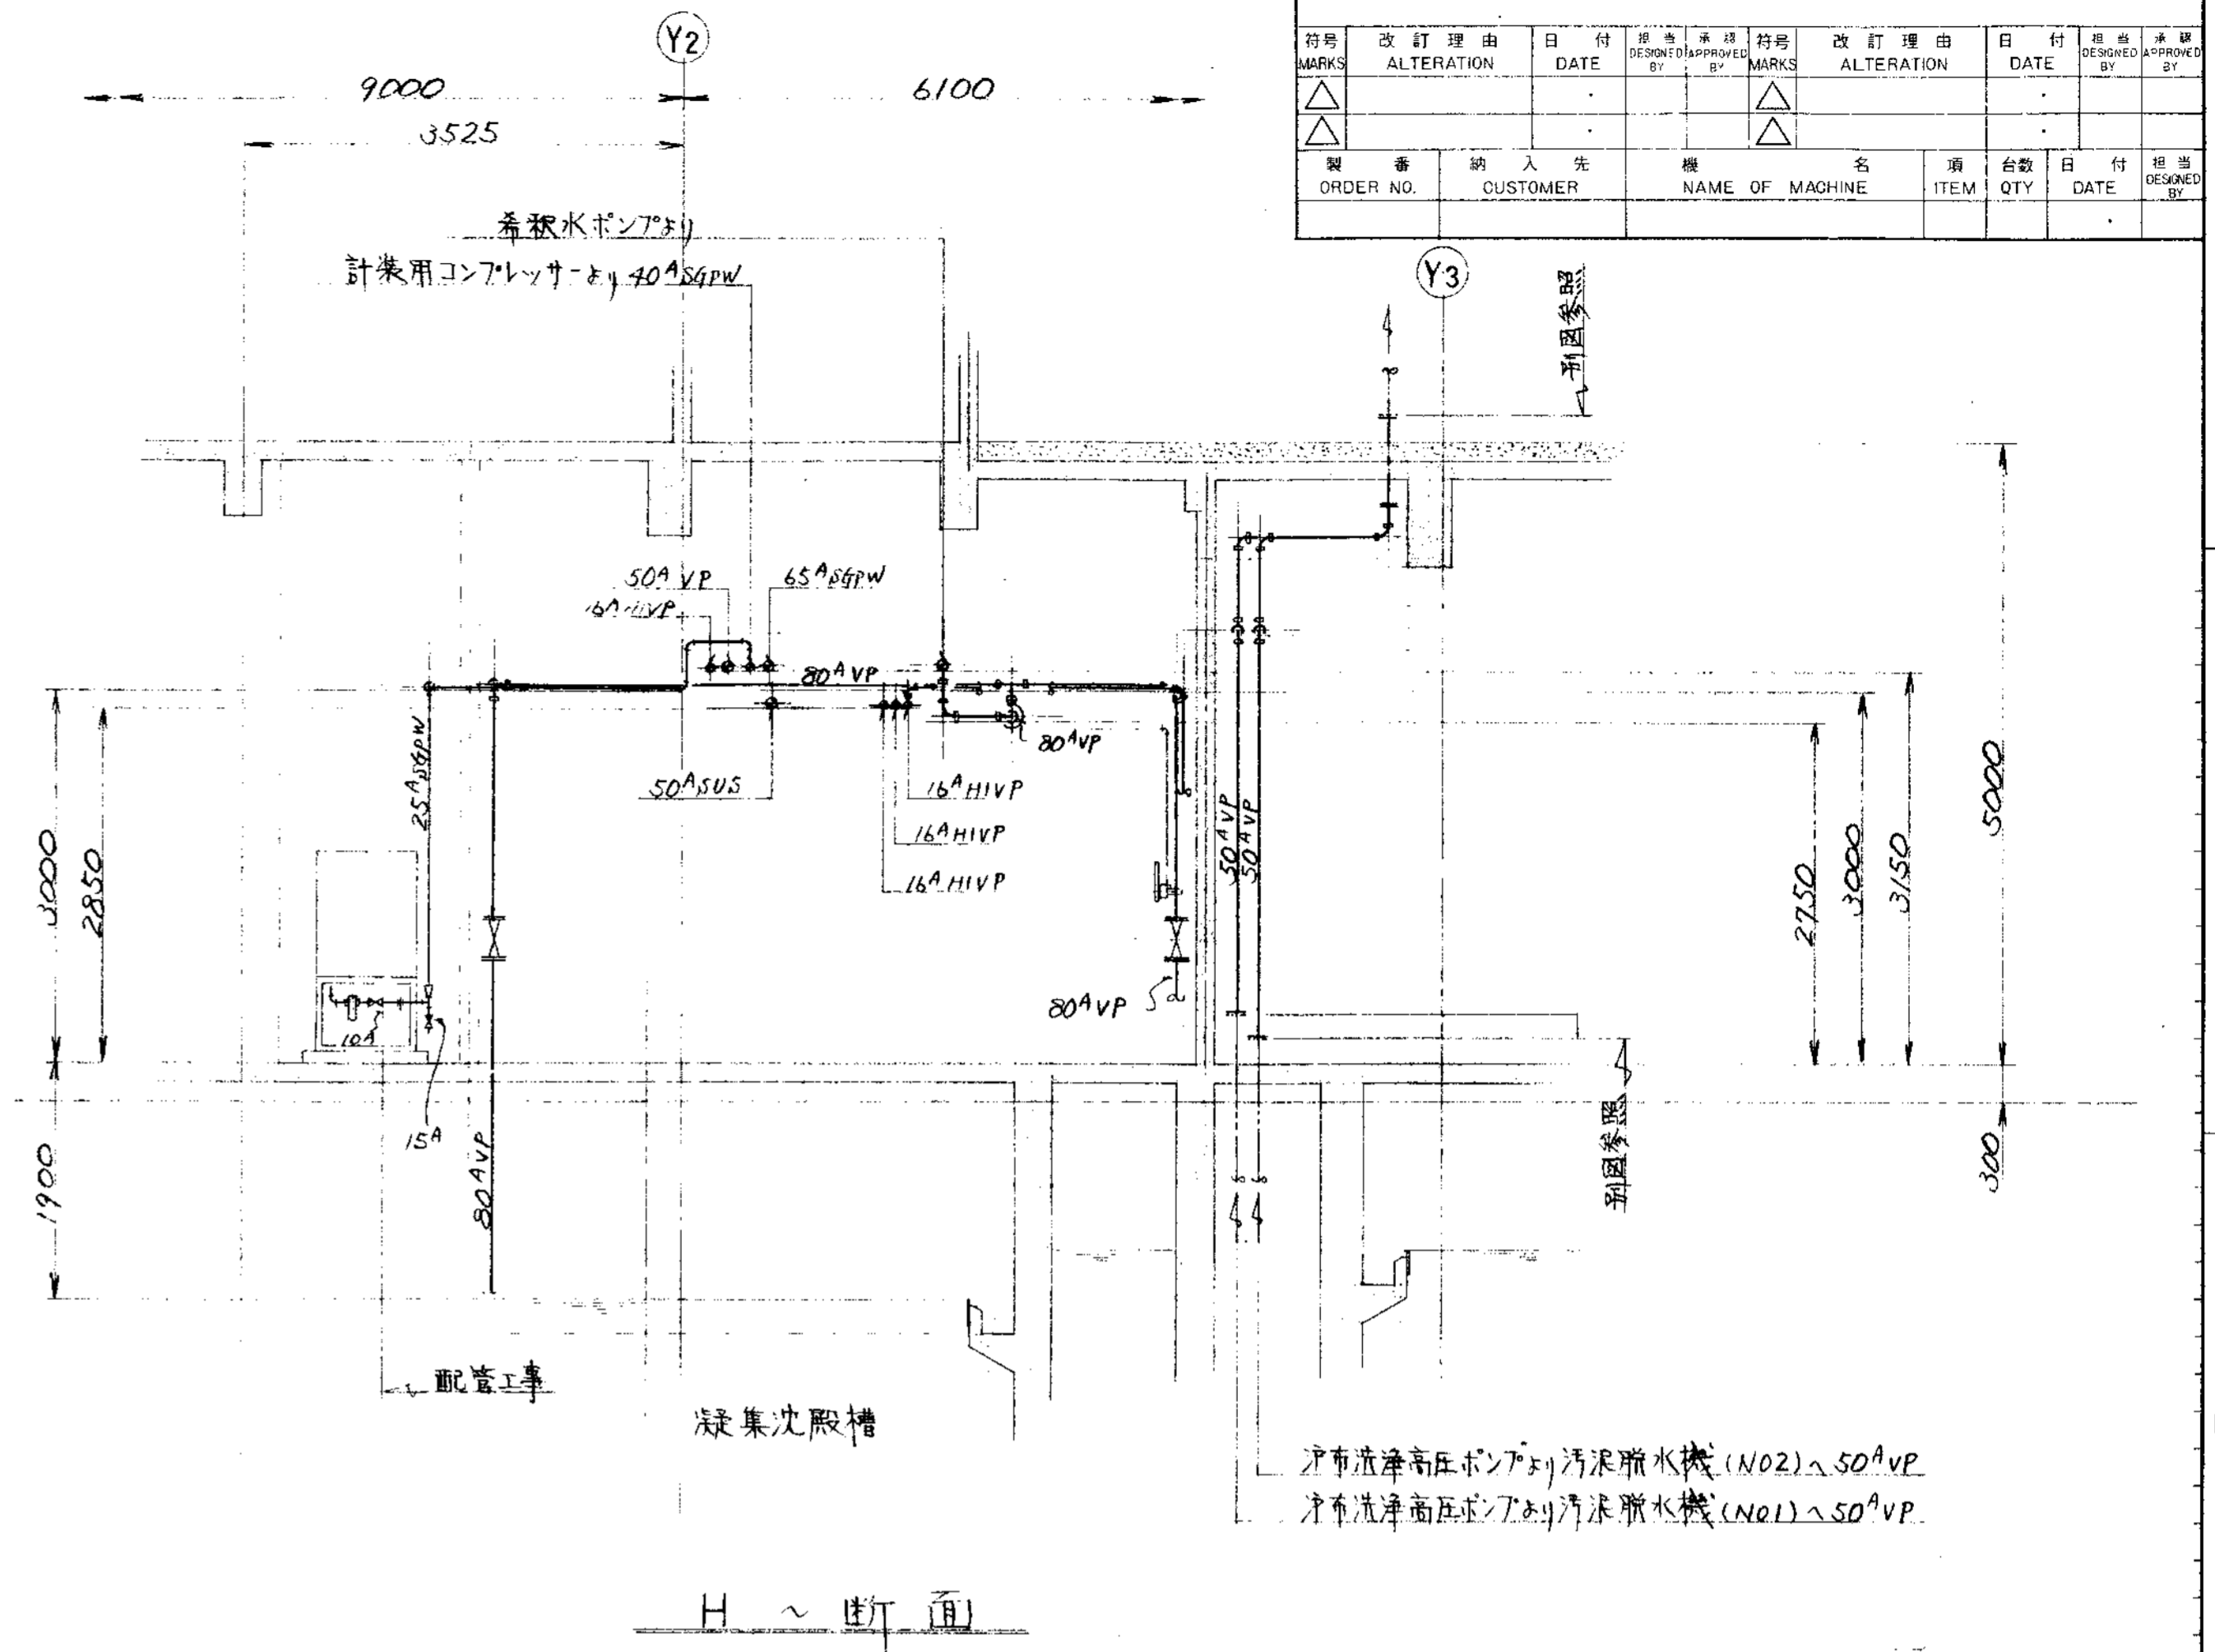 符号 改訂理由 日付 担当 承認 符号 改訂理由 日付 担当 承認
MARKS ALTERATION DATE DESIGNED BY APPROVED BY MARKS ALTERATION DATE DESIGNED BY APPROVED BY
製番 納入先 機名 項 台数 日付 担当
ORDER NO. CUSTOMER NAME OF MACHINE ITEM QTY DATE DESIGNED BY
Y2
9000
6100
3525
希釈水ポンプより
計装用コンプレッサーより 40A SGPW
Y3
別図参照
50A VP
65A SGPW
16A HIVP
80A VP
80A VP
25A SGPW
50A SUS
16A HIVP
16A HIVP
16A HIVP
50A VP
50A VP
3000
2850
2750
3000
3150
5000
80A VP
10A
15A
1900
80A VP
300
別図参照
配管工事
凝集沈殿槽
沪布洗浄高圧ポンプより汚泥脱水機(NO2)へ 50A VP
沪布洗浄高圧ポンプより汚泥脱水機(NO1)へ 50A VP
H ~ 断面